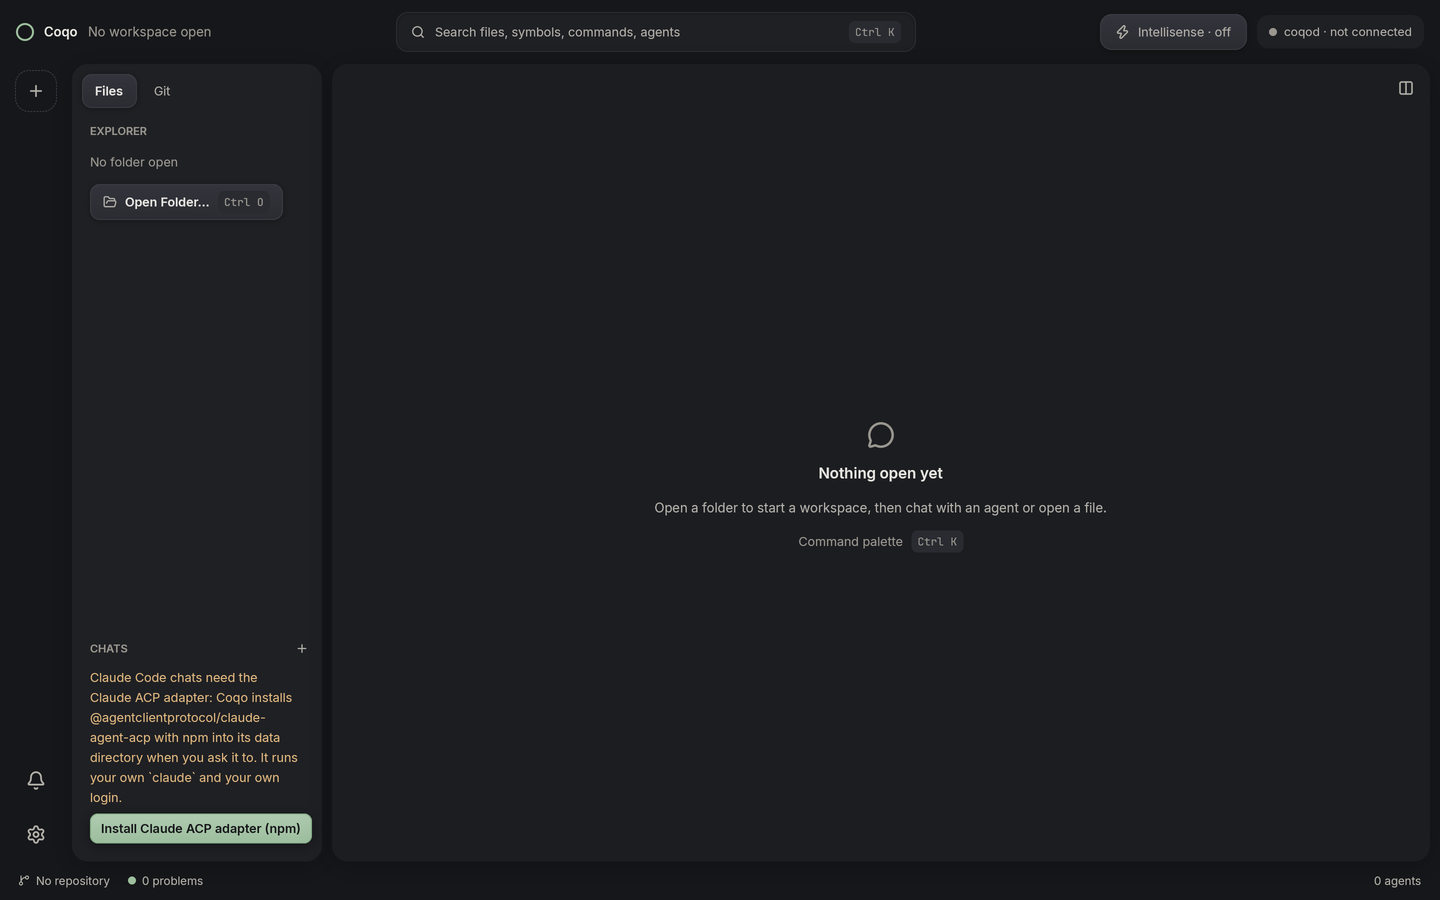 Coqo No workspace open
Search files, symbols, commands, agents Ctrl K
Intellisense · off
coqod · not connected
Files Git
EXPLORER
No folder open
Open Folder... Ctrl O
Nothing open yet
Open a folder to start a workspace, then chat with an agent or open a file.
Command palette Ctrl K
CHATS
Claude Code chats need the
Claude ACP adapter: Coqo installs
@agentclientprotocol/claude-
agent-acp with npm into its data
directory when you ask it to. It runs
your own `claude` and your own
login.
Install Claude ACP adapter (npm)
No repository 0 problems
0 agents